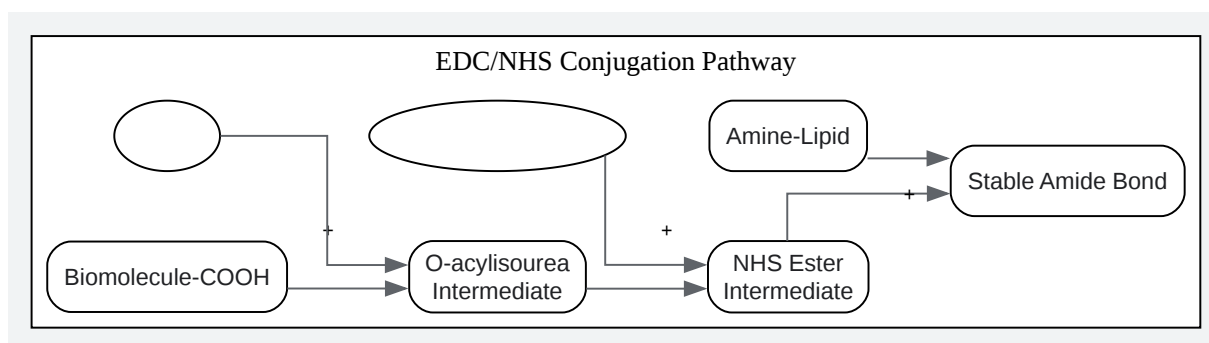 EDC/NHS Conjugation Pathway
Amine-Lipid
Stable Amide Bond
+
+
+
Biomolecule-COOH
O-acylisourea
Intermediate
NHS Ester
Intermediate